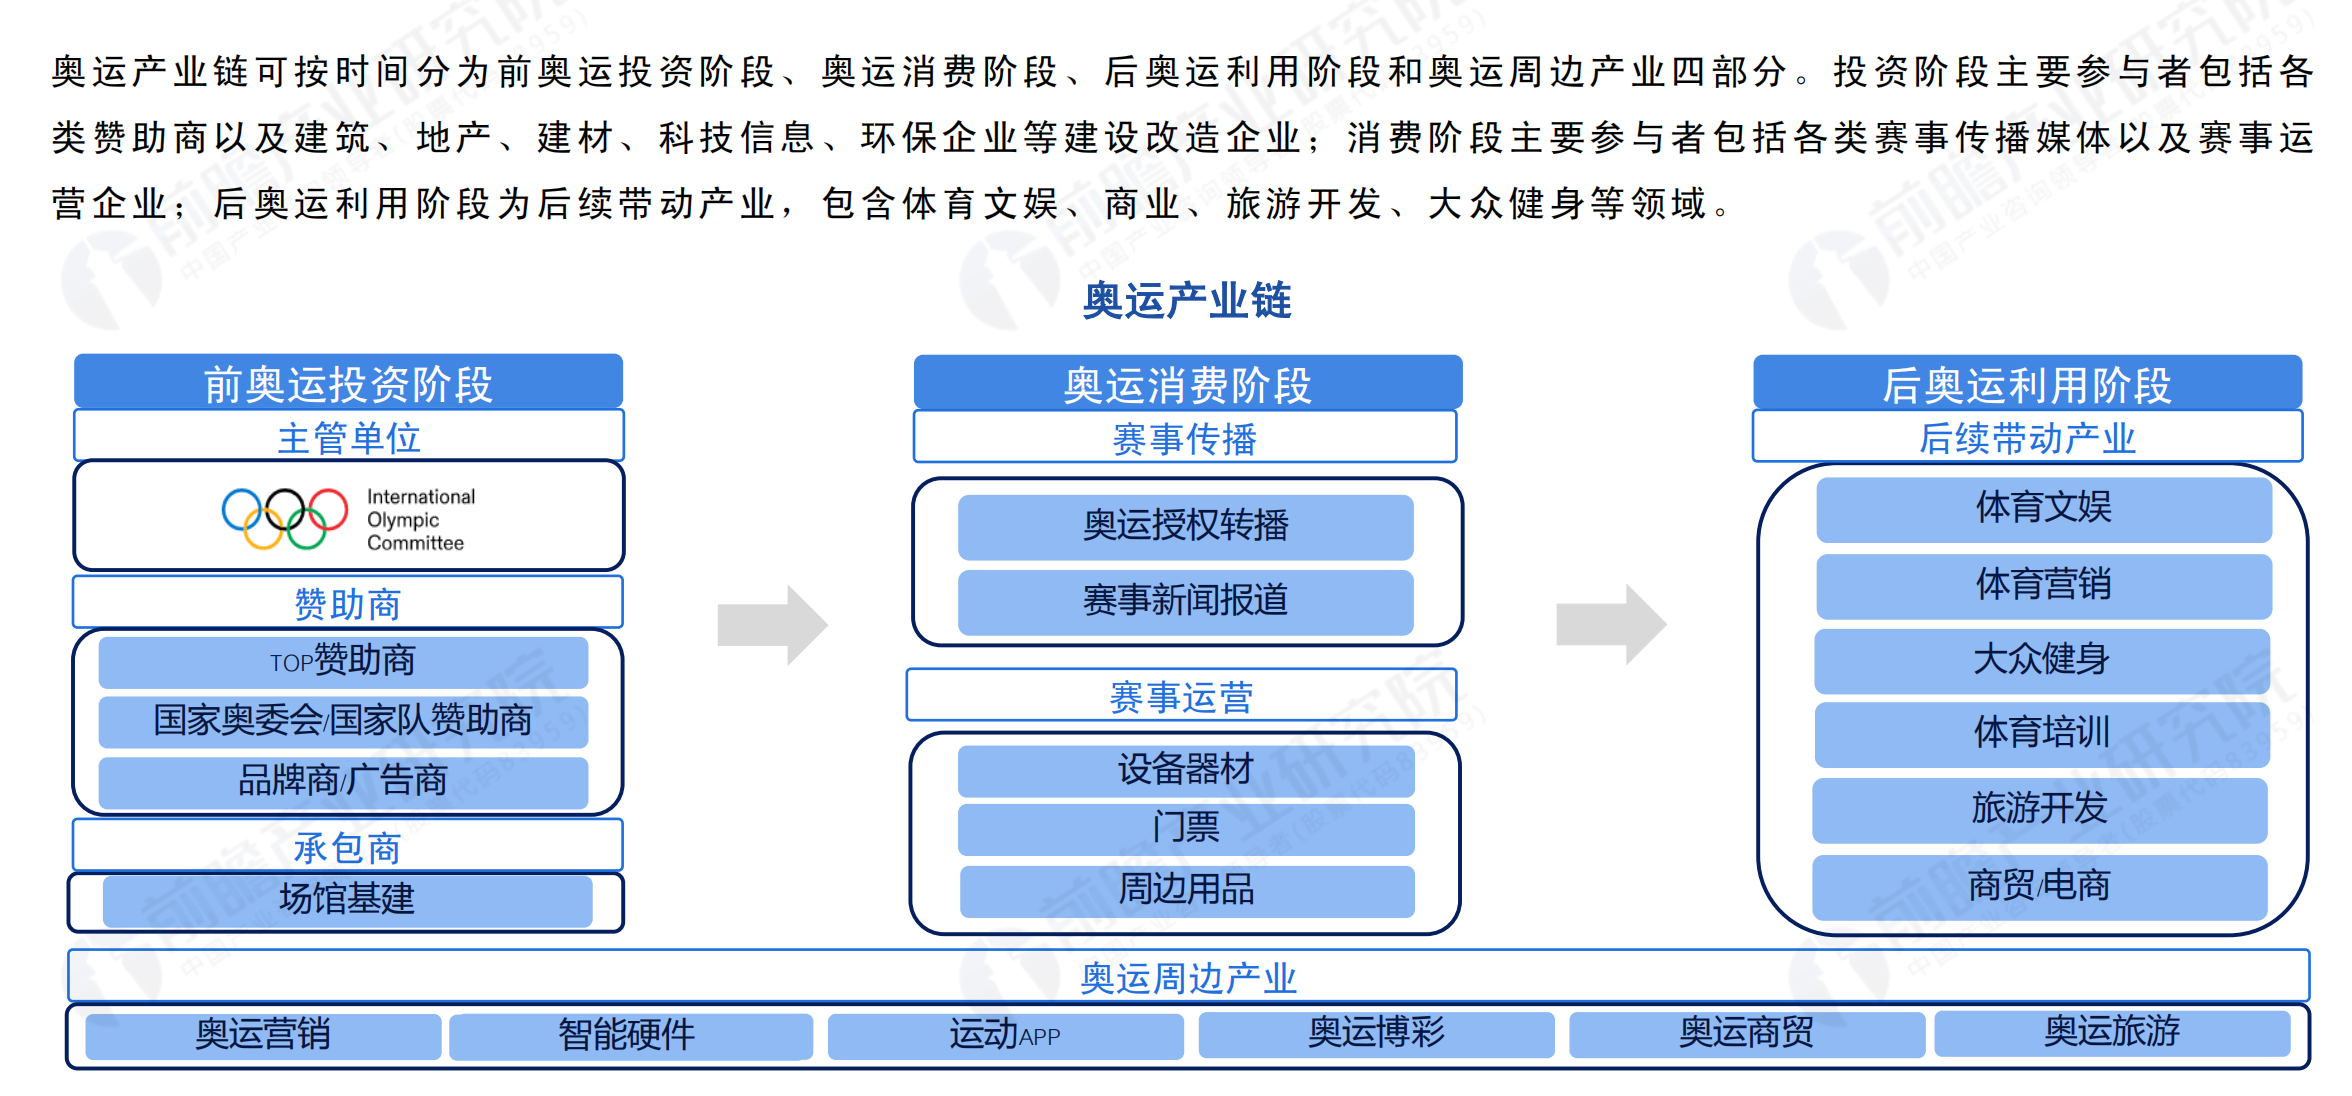 奥运产业链可按时间分为前奥运投资阶段、奥运消费阶段、后奥运利用阶段和奥运周边产业四部分。投资阶段主要参与者包括各
类赞助商以及建筑、地产、建材、科技信息、环保企业等建设改造企业；消费阶段主要参与者包括各类赛事传播媒体以及赛事运
营企业；后奥运利用阶段为后续带动产业，包含体育文娱、商业、旅游开发、大众健身等领域。
奥运产业链
前奥运投资阶段
主管单位
International
Olympic
Committee
赞助商
TOP赞助商
国家奥委会/国家队赞助商
品牌商/广告商
承包商
场馆基建
奥运消费阶段
赛事传播
奥运授权转播
赛事新闻报道
赛事运营
设备器材
门票
周边用品
后奥运利用阶段
后续带动产业
体育文娱
体育营销
大众健身
体育培训
旅游开发
商贸/电商
奥运周边产业
奥运营销
智能硬件
运动APP
奥运博彩
奥运商贸
奥运旅游
前瞻产业研究院